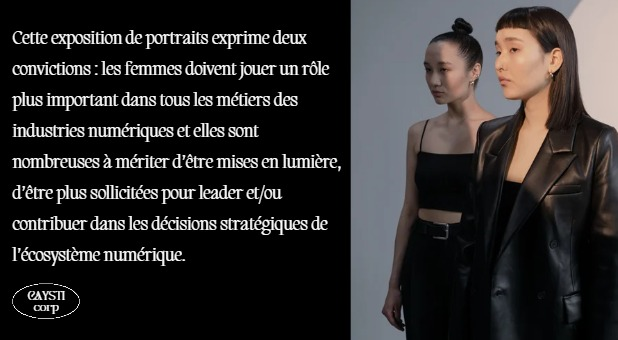 Cette exposition de portraits exprime deux
convictions : les femmes doivent jouer un rôle
plus important dans tous les métiers des
industries numériques et elles sont
nombreuses à mériter d'être mises en lumière,
d'être plus sollicitées pour leader et/ou
contribuer dans les décisions stratégiques de
l'écosystème numérique.
CAYSTI
corp